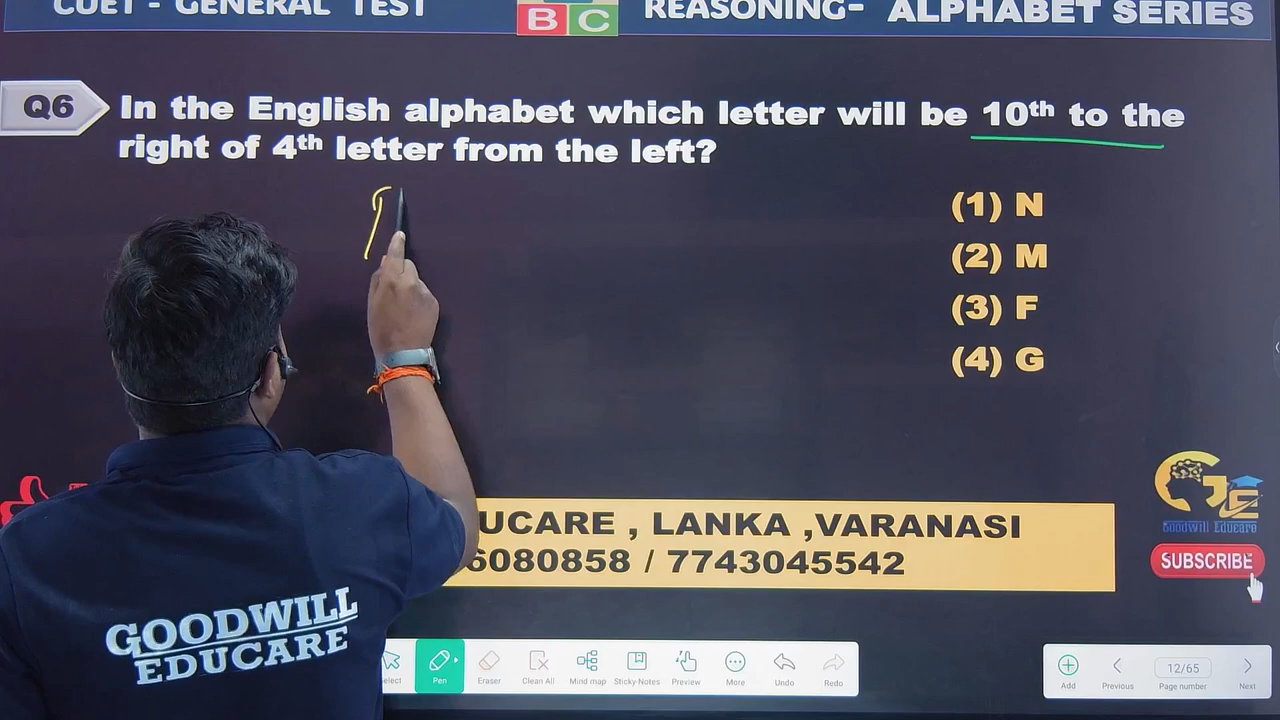 CUET - GENERAL TEST
B C
REASONING- ALPHABET SERIES
Q6
In the English alphabet which letter will be 10th to the
right of 4th letter from the left?
(1) N
(2) M
(3) F
(4) G
UCARE , LANKA ,VARANASI
6080858 / 7743045542
GE
Goodwill Educare
SUBSCRIBE
GOODWILL
EDUCARE
elect
Pen
Eraser
Clean All
Mind map
Sticky-Notes
Preview
More
Undo
Redo
Add
Previous
12/65
Page number
Next